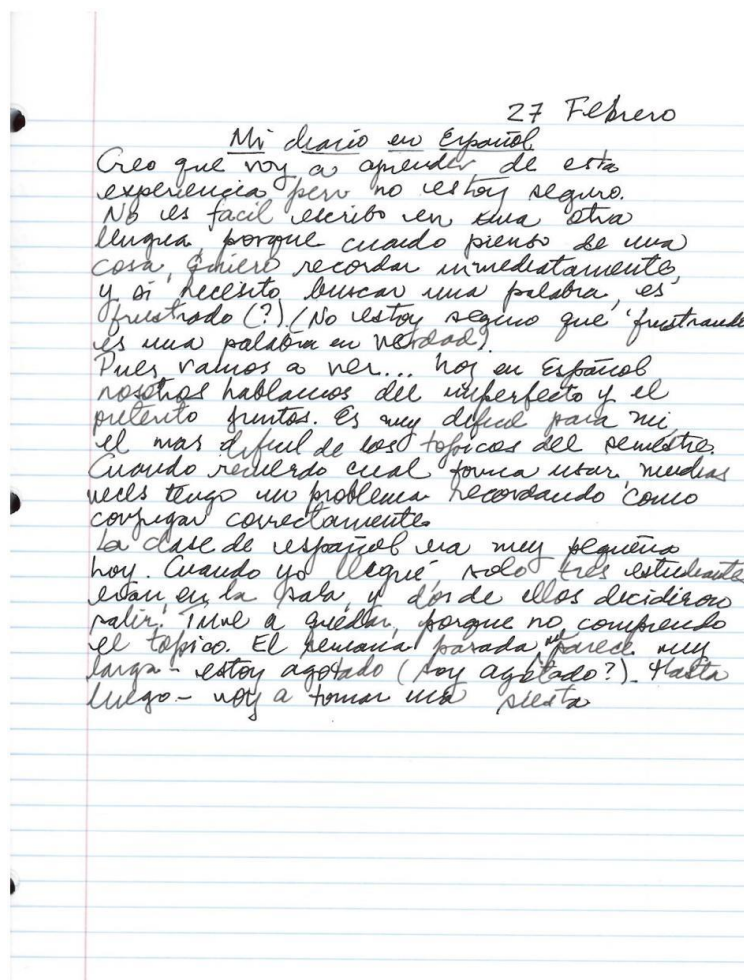 27 Febrero
Mi diario en Español
Creo que voy a aprender de esta
experiencia pero no estoy seguro.
No es facil escribo en una otra
lengua, porque cuando pienso de una
cosa, quiero recordar inmediatamente,
y si necesito buscar una palabra, es
frustrado (?) (No estoy seguro que 'frustrando
es una palabra en verdad).
Pues, vamos a ver... hoy en Español
nosotros hablamos del imperfecto y el
preterito juntos. Es muy dificil para mi,
el mas dificil de los topicos del semestre.
Cuando recuerdo cual forma usar, muchas
veces tengo un problema recordando como
conjugar correctamente.
La clase de español era muy pequeña
hoy. Cuando yo llegué solo tres estudiantes
eran en la sala, y dos de ellos decidieron
salir! Tuve a quedar, porque no comprendo
el topico. El semana pasada, parece muy
larga - estoy agotado (soy agotado?). Hasta
luego - voy a tomar una siesta